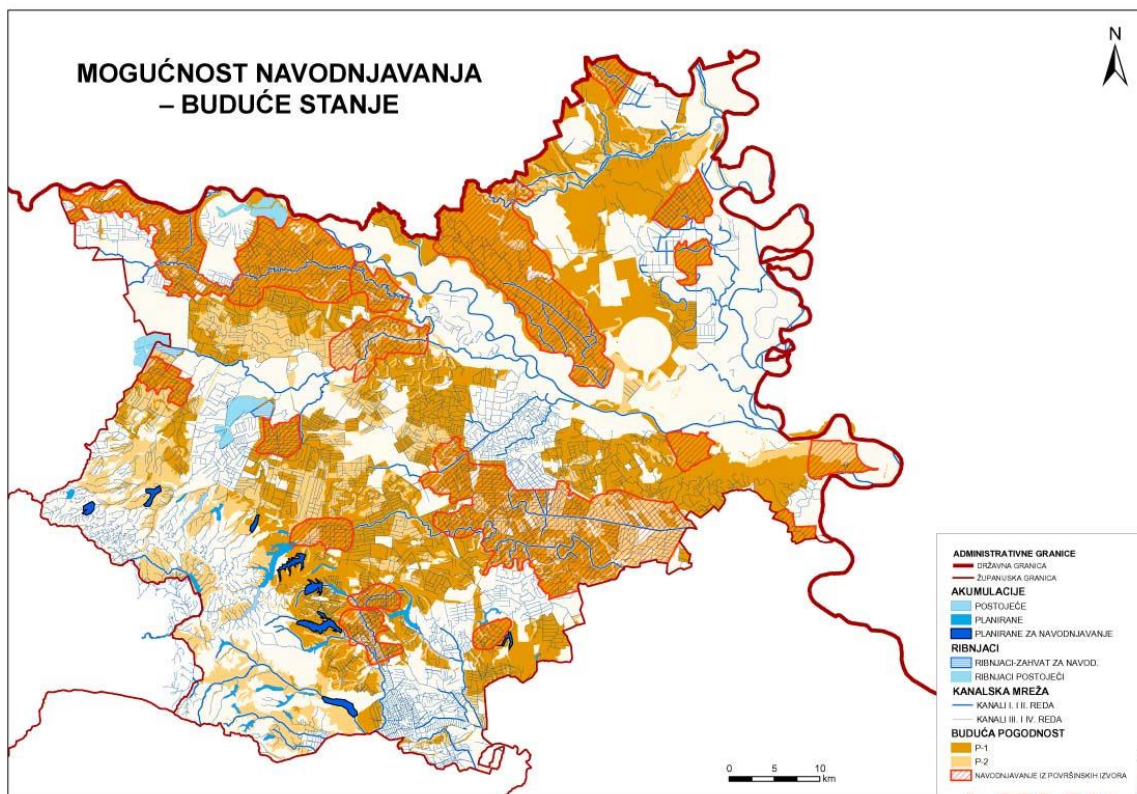 MOGUĆNOST NAVODNJAVANJA
– BUDUĆE STANJE
N
0 5 10
km
ADMINISTRATIVNE GRANICE
DRŽAVNA GRANICA
ŽUPANIJSKA GRANICA
AKUMULACIJE
POSTOJEĆE
PLANIRANE
PLANIRANE ZA NAVODNJAVANJE
RIBNJACI
RIBNJACI-ZAHVAT ZA NAVOD.
RIBNJACI POSTOJEĆI
KANALSKA MREŽA
KANALI I. I II. REDA
KANALI III. I IV. REDA
BUDUĆA POGODNOST
P-1
P-2
NAVODNJAVANJE IZ POVRŠINSKIH IZVORA